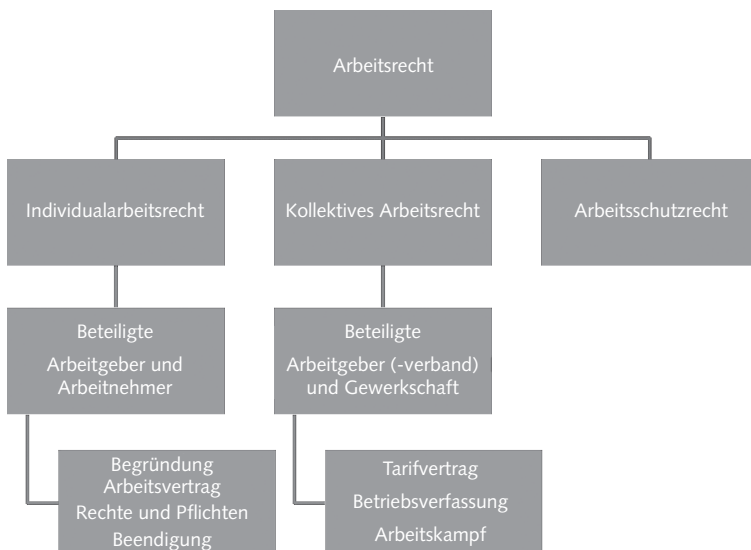 Arbeitsrecht
Individualarbeitsrecht
Kollektives Arbeitsrecht
Arbeitsschutzrecht
Beteiligte
Arbeitgeber und
Arbeitnehmer
Beteiligte
Arbeitgeber (-verband)
und Gewerkschaft
Begründung
Arbeitsvertrag
Rechte und Pflichten
Beendigung
Tarifvertrag
Betriebsverfassung
Arbeitskampf